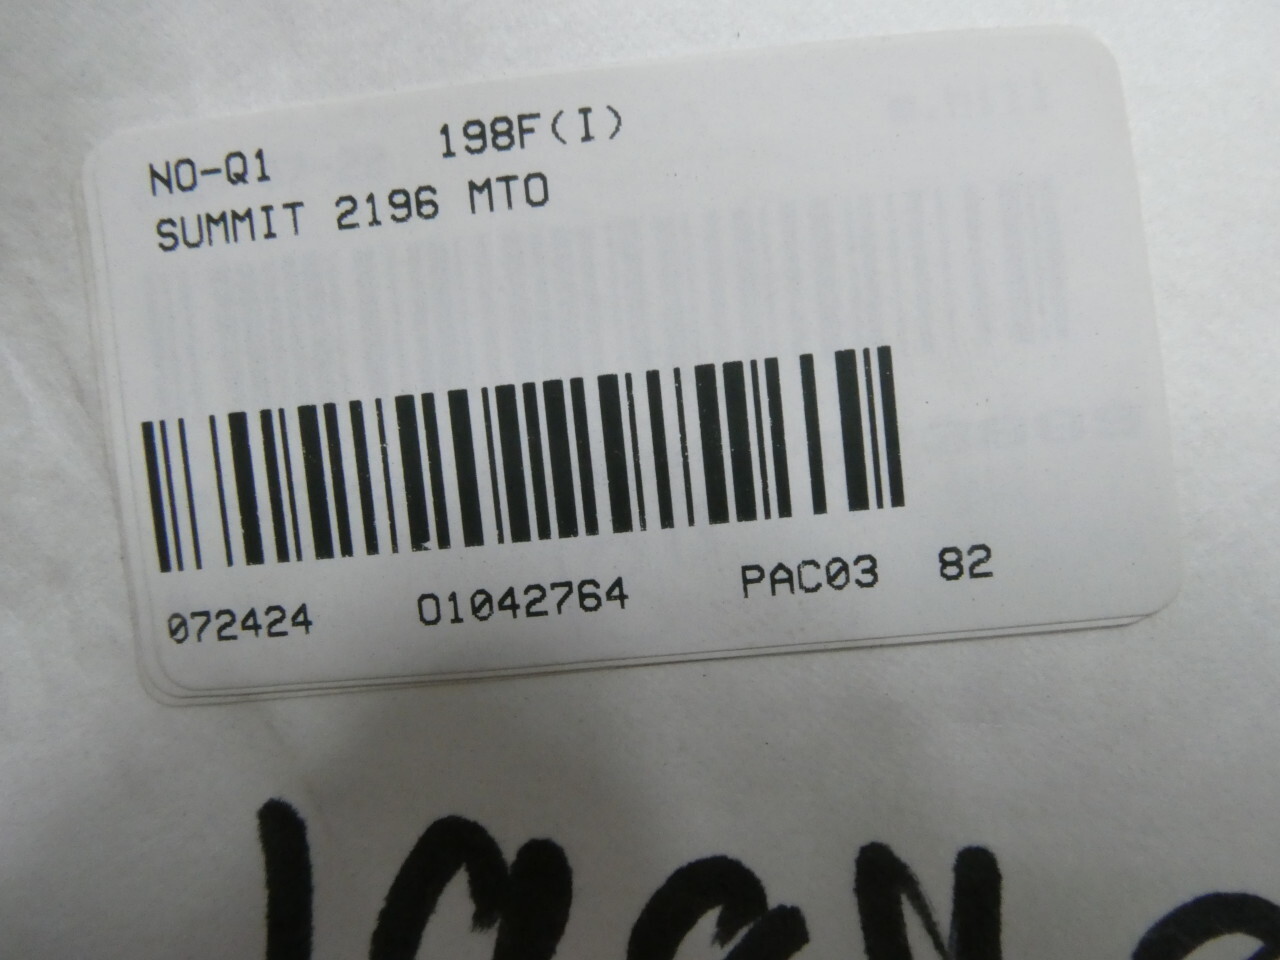 NO-Q1 198F(I)
SUMMIT 2196 MTO
072424 01042764 PAC03 82